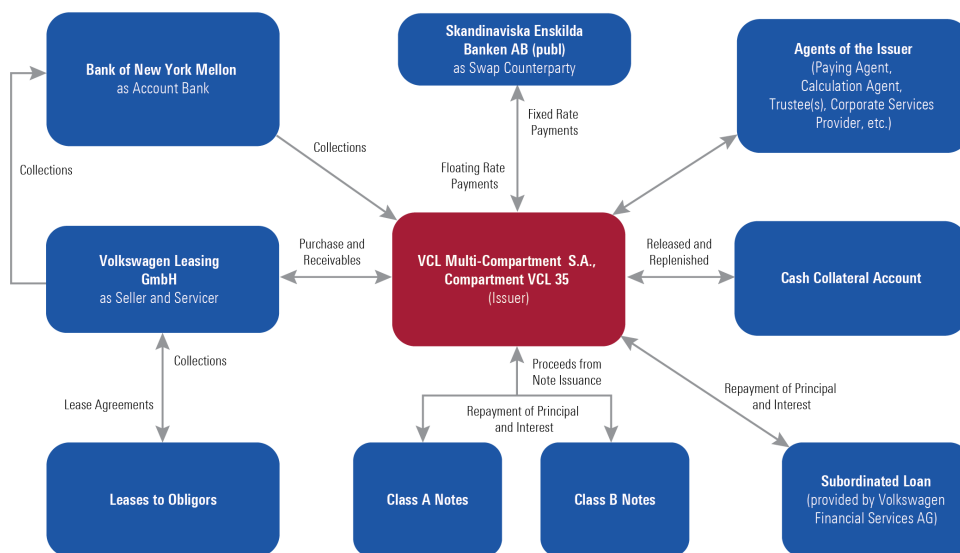 Bank of New York Mellon
as Account Bank
Skandinaviska Enskilda
Banken AB (publ)
as Swap Counterparty
Agents of the Issuer
(Paying Agent,
Calculation Agent,
Trustee(s), Corporate Services
Provider, etc.)
Fixed Rate
Payments
Collections
Collections
Floating Rate
Payments
Volkswagen Leasing
GmbH
as Seller and Servicer
Purchase and
Receivables
VCL Multi-Compartment S.A.,
Compartment VCL 35
(Issuer)
Released and
Replenished
Cash Collateral Account
Collections
Lease Agreements
Proceeds from
Note Issuance
Repayment of Principal
and Interest
Repayment of Principal
and Interest
Leases to Obligors
Class A Notes
Class B Notes
Subordinated Loan
(provided by Volkswagen
Financial Services AG)